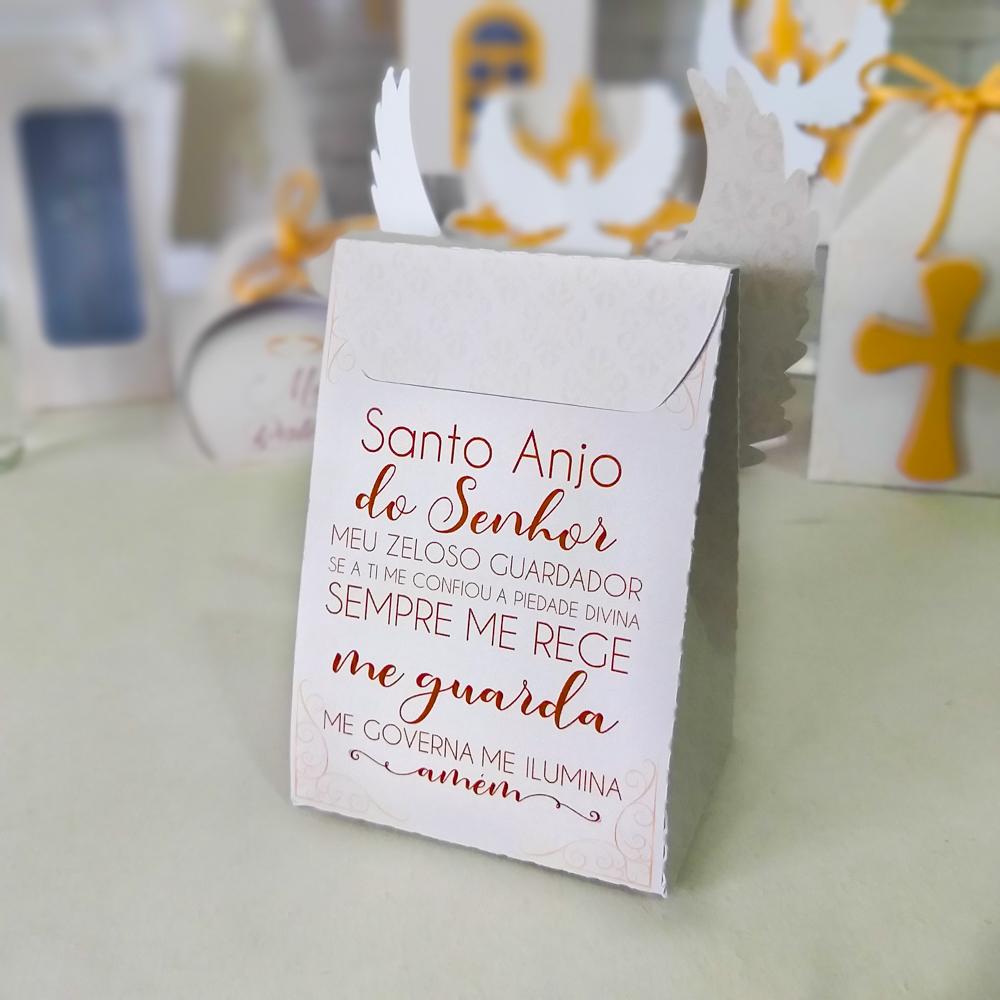 Santo Anjo
do Senhor
MEU ZELOSO GUARDADOR
SE A TI ME CONFIOU A PIEDADE DIVINA
SEMPRE ME REGE
me guarda
ME GOVERNA ME ILUMINA
amém